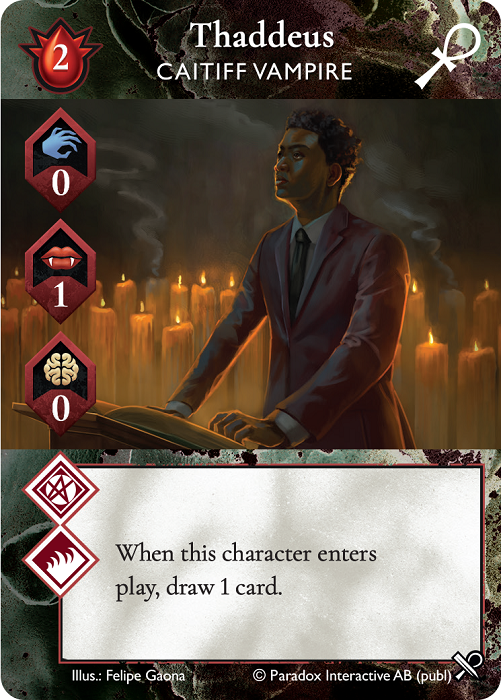 Thaddeus
2
CAITIFF VAMPIRE
0
1
0
When this character enters
play, draw 1 card.
Illus.: Felipe Gaona © Paradox Interactive AB (publ)